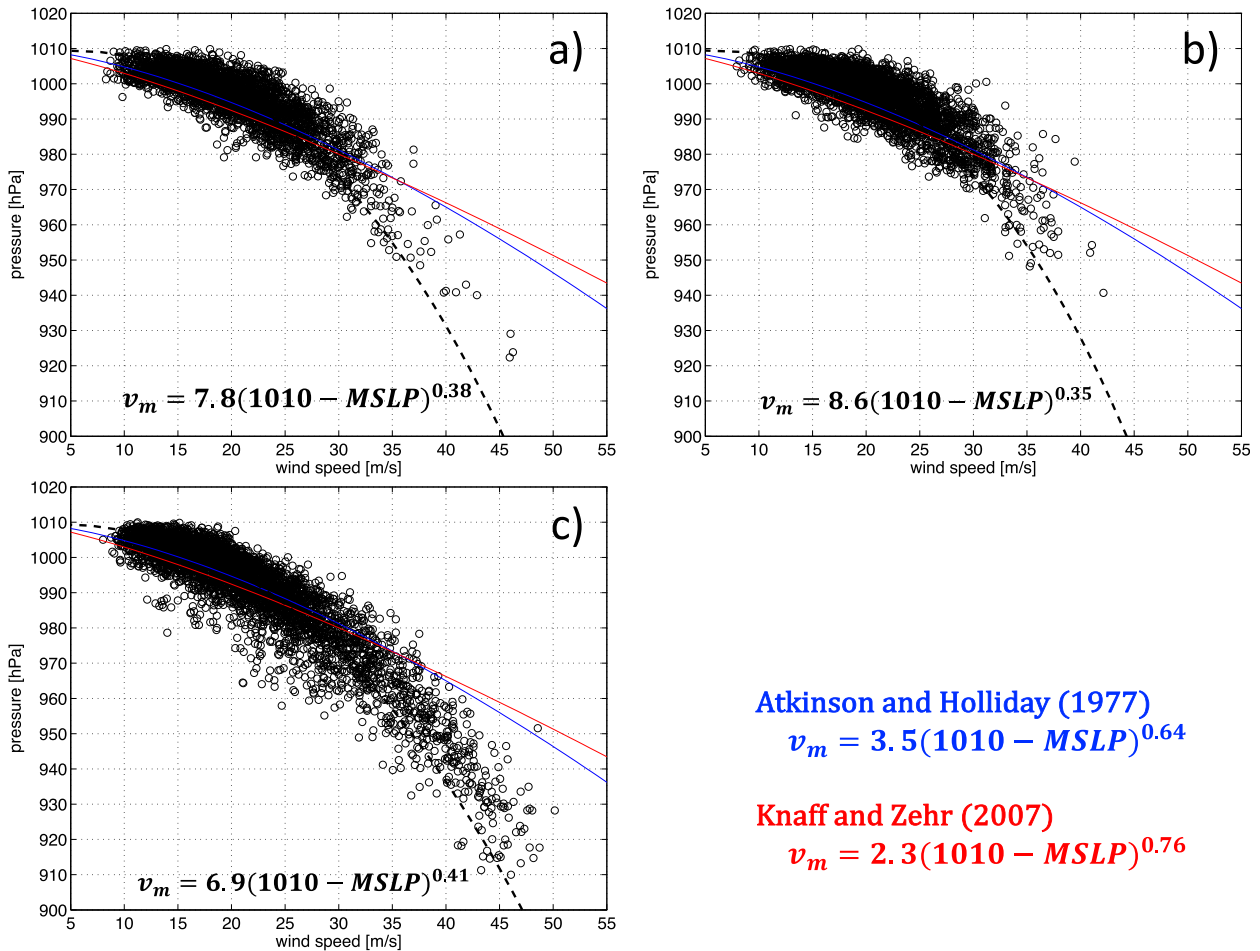 a)
1020
1010
1000
990
980
970
960
950
940
930
920
910
900
pressure [hPa]
5 10 15 20 25 30 35 40 45 50 55
wind speed [m/s]
v_m = 7.8(1010 − MSLP)^0.38
b)
1020
1010
1000
990
980
970
960
950
940
930
920
910
900
pressure [hPa]
5 10 15 20 25 30 35 40 45 50 55
wind speed [m/s]
v_m = 8.6(1010 − MSLP)^0.35
c)
1020
1010
1000
990
980
970
960
950
940
930
920
910
900
pressure [hPa]
5 10 15 20 25 30 35 40 45 50 55
wind speed [m/s]
v_m = 6.9(1010 − MSLP)^0.41
Atkinson and Holliday (1977)
v_m = 3.5(1010 − MSLP)^0.64
Knaff and Zehr (2007)
v_m = 2.3(1010 − MSLP)^0.76